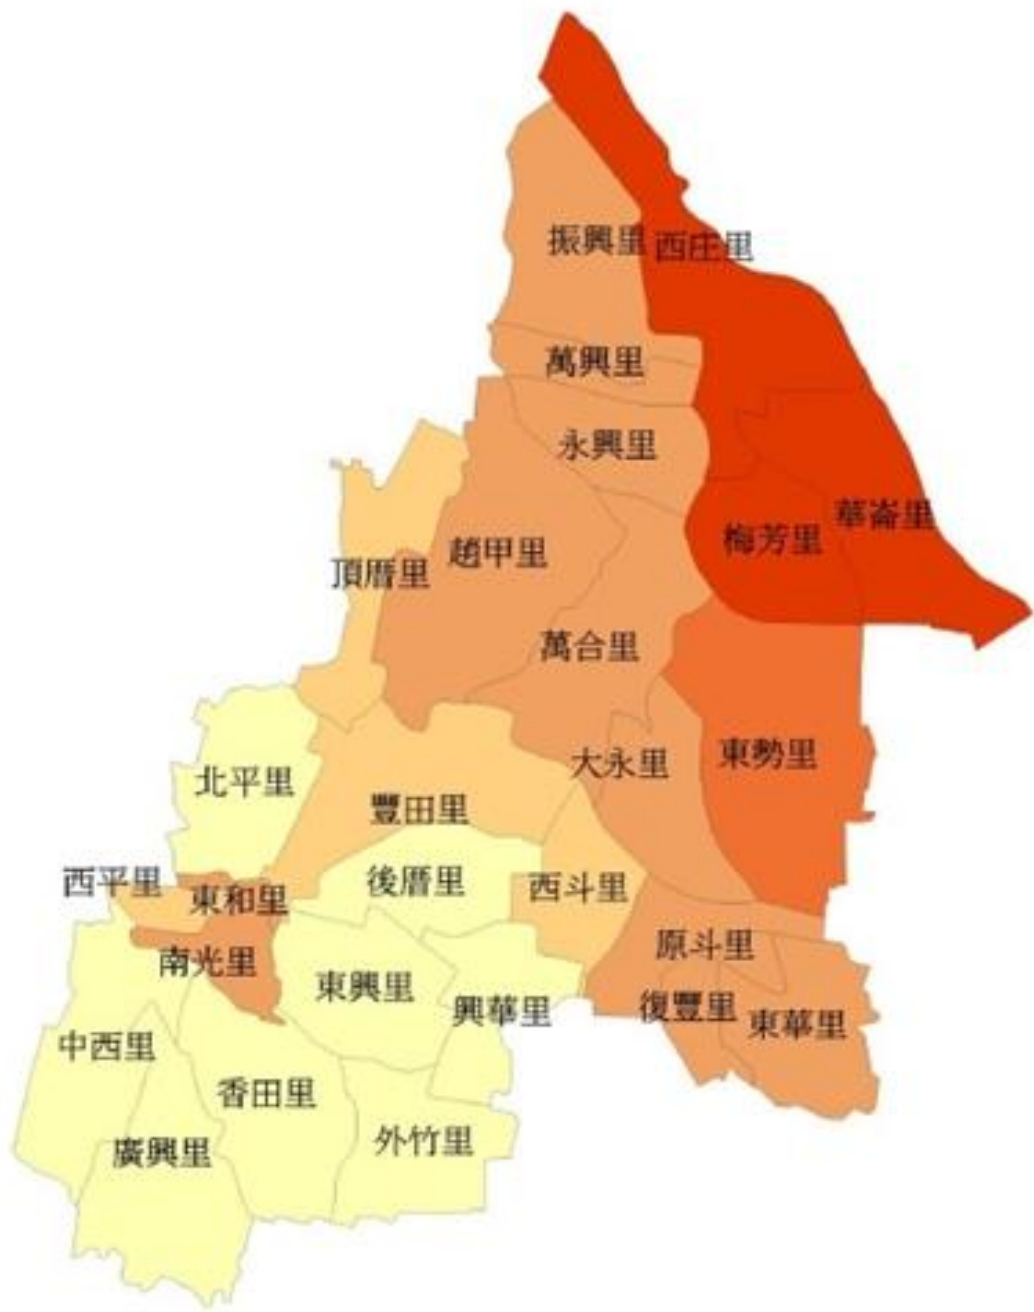 振興里
西庄里
萬興里
永興里
華崙里
梅芳里
趙甲里
頂厝里
萬合里
東勢里
大永里
北平里
豐田里
西平里
後厝里
西斗里
東和里
原斗里
南光里
東興里
興華里
復豐里
東華里
中西里
香田里
外竹里
廣興里